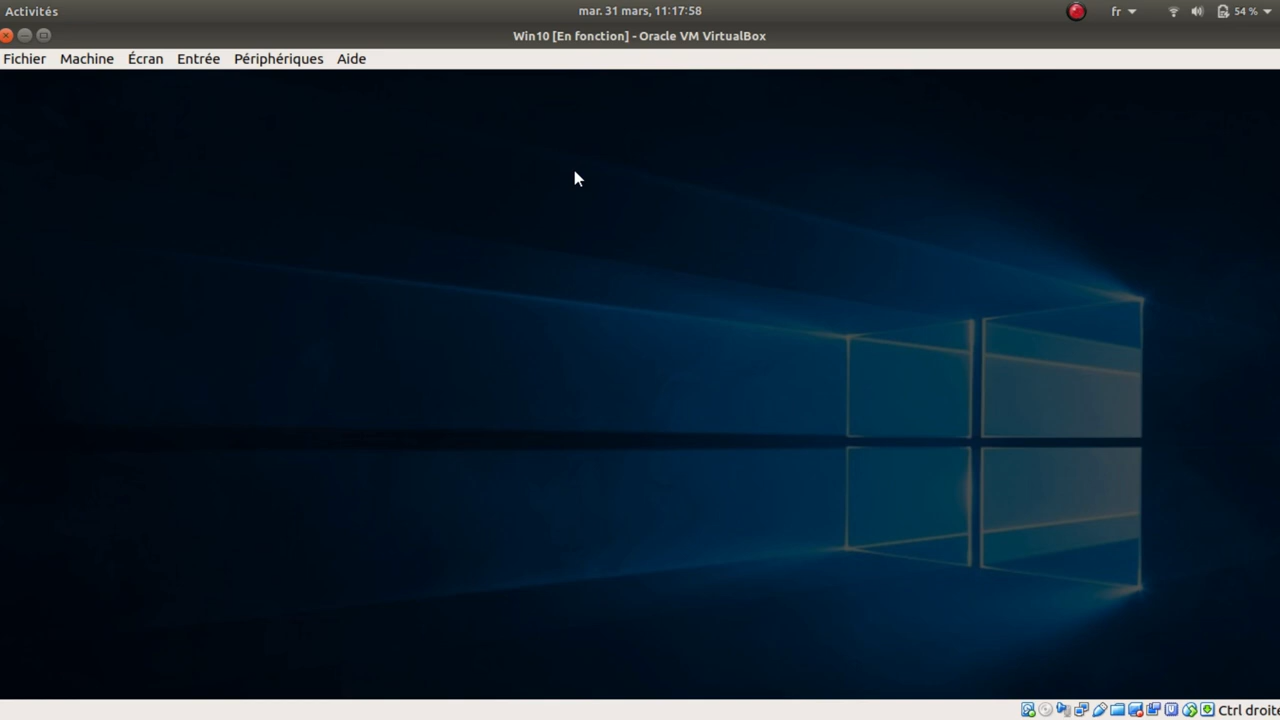 Activités
mar. 31 mars, 11:17:58
fr
54 %
Win10 [En fonction] - Oracle VM VirtualBox
Fichier Machine Écran Entrée Périphériques Aide
Ctrl droite